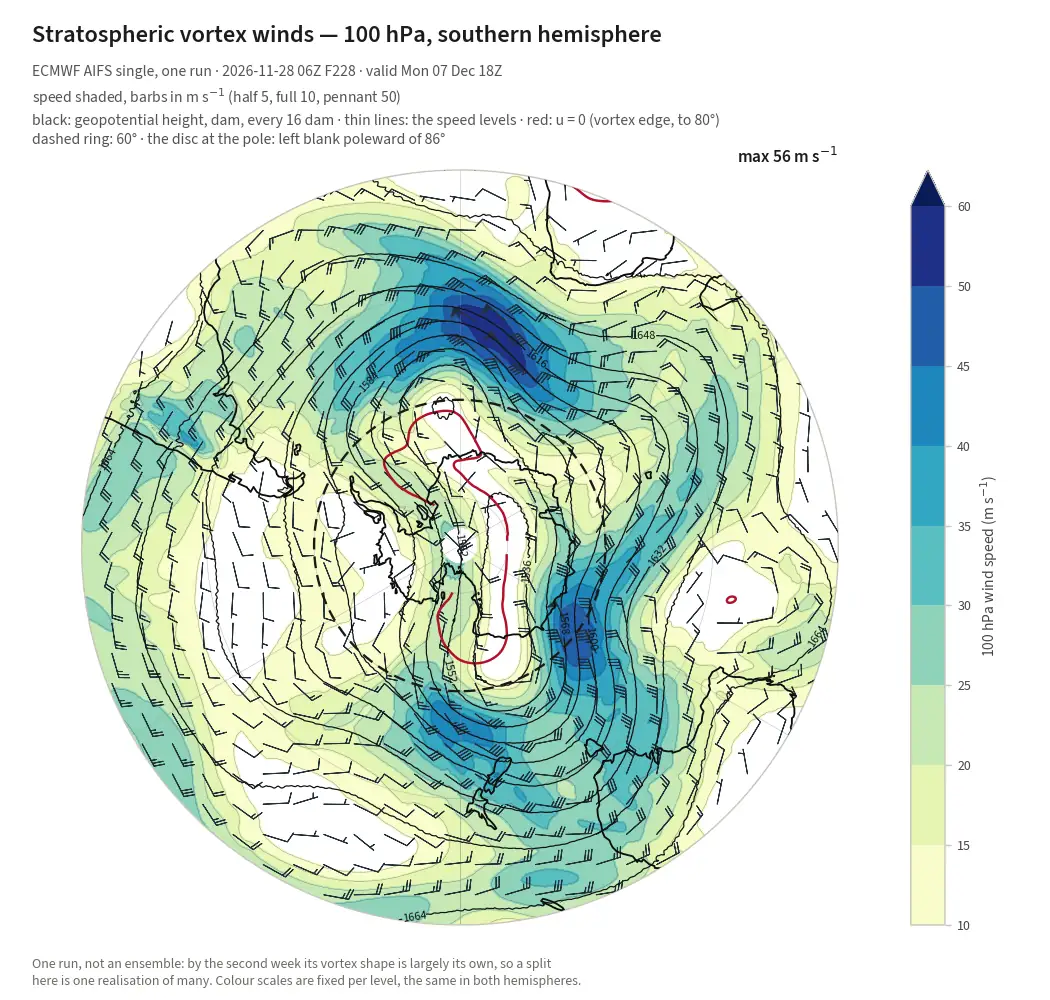 Stratospheric vortex winds — 100 hPa, southern hemisphere
ECMWF AIFS single, one run · 2026-11-28 06Z F228 · valid Mon 07 Dec 18Z
speed shaded, barbs in m s⁻¹ (half 5, full 10, pennant 50)
black: geopotential height, dam, every 16 dam · thin lines: the speed levels · red: u = 0 (vortex edge, to 80°)
dashed ring: 60° · the disc at the pole: left blank poleward of 86°
max 56 m s⁻¹
60
50
45
40
35
30
25
20
15
10
100 hPa wind speed (m s⁻¹)
1648
1616
1632
1536
1568
1600
1552
1664
-1664
One run, not an ensemble: by the second week its vortex shape is largely its own, so a split
here is one realisation of many. Colour scales are fixed per level, the same in both hemispheres.